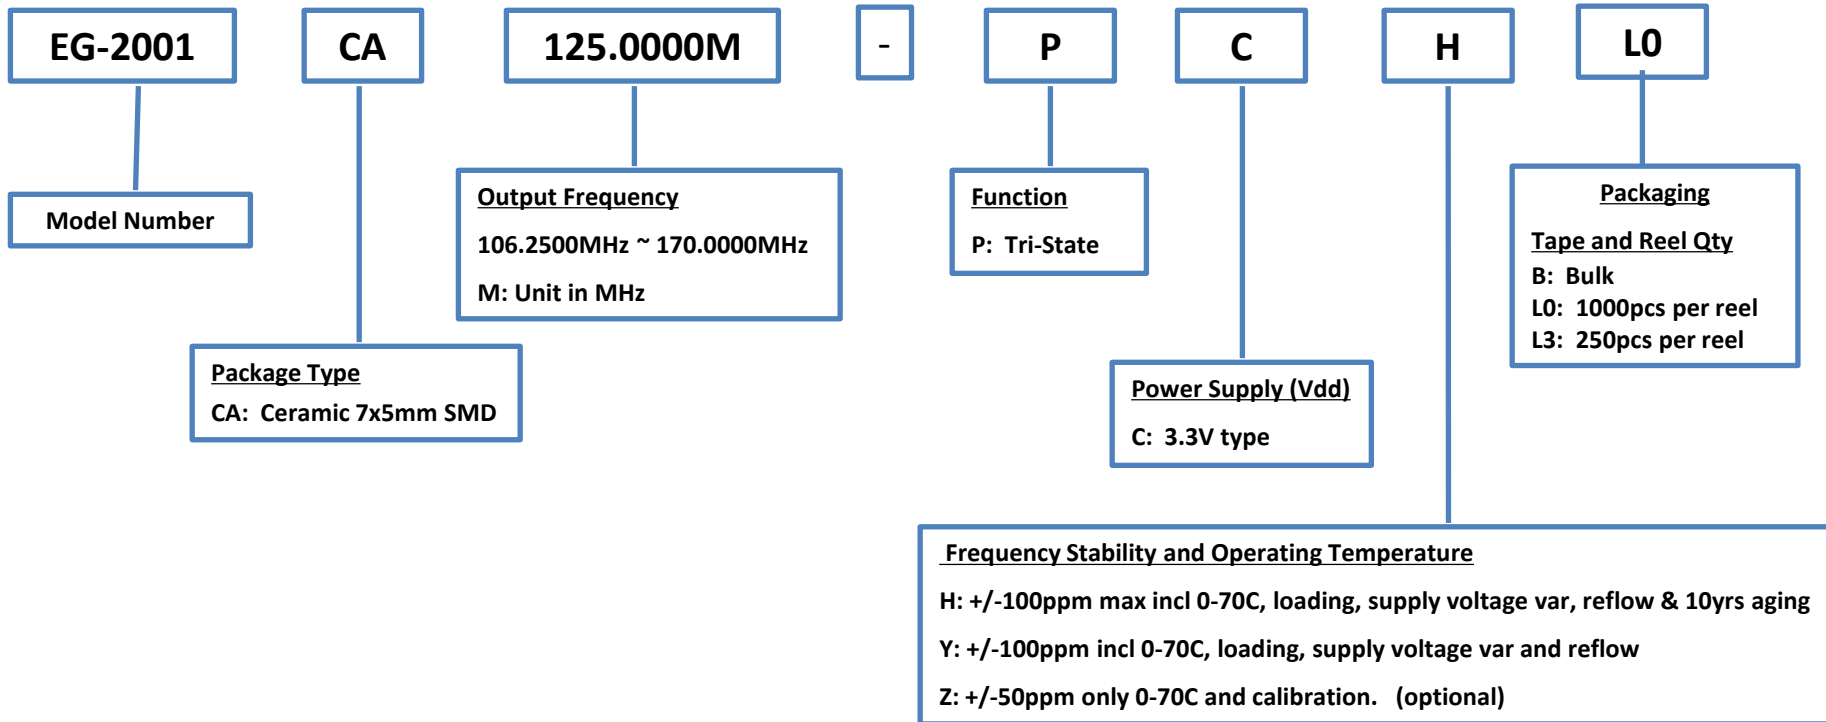 EG-2001 CA 125.0000M - P C H L0
Model Number
Output Frequency
106.2500MHz ~ 170.0000MHz
M: Unit in MHz
Function
P: Tri-State
Packaging
Tape and Reel Qty
B: Bulk
L0: 1000pcs per reel
L3: 250pcs per reel
Package Type
CA: Ceramic 7x5mm SMD
Power Supply (Vdd)
C: 3.3V type
Frequency Stability and Operating Temperature
H: +/-100ppm max incl 0-70C, loading, supply voltage var, reflow & 10yrs aging
Y: +/-100ppm incl 0-70C, loading, supply voltage var and reflow
Z: +/-50ppm only 0-70C and calibration. (optional)